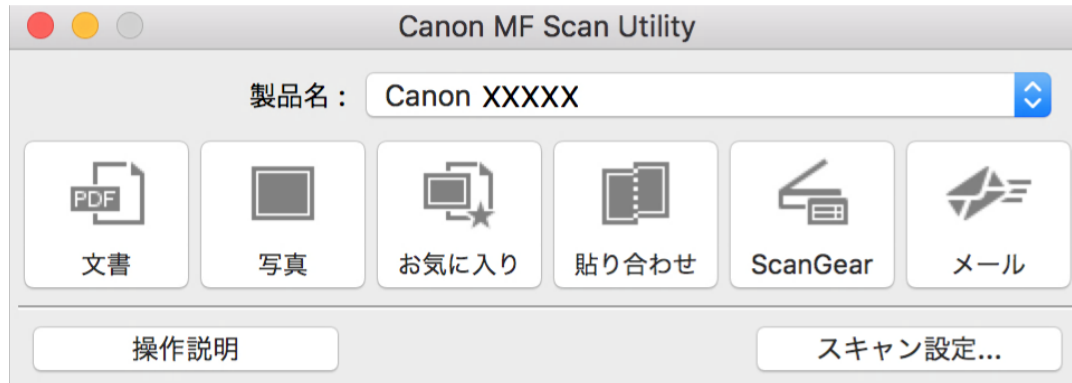 Canon MF Scan Utility
製品名： Canon XXXXX
PDF
文書 写真 お気に入り 貼り合わせ ScanGear メール
操作説明 スキャン設定...